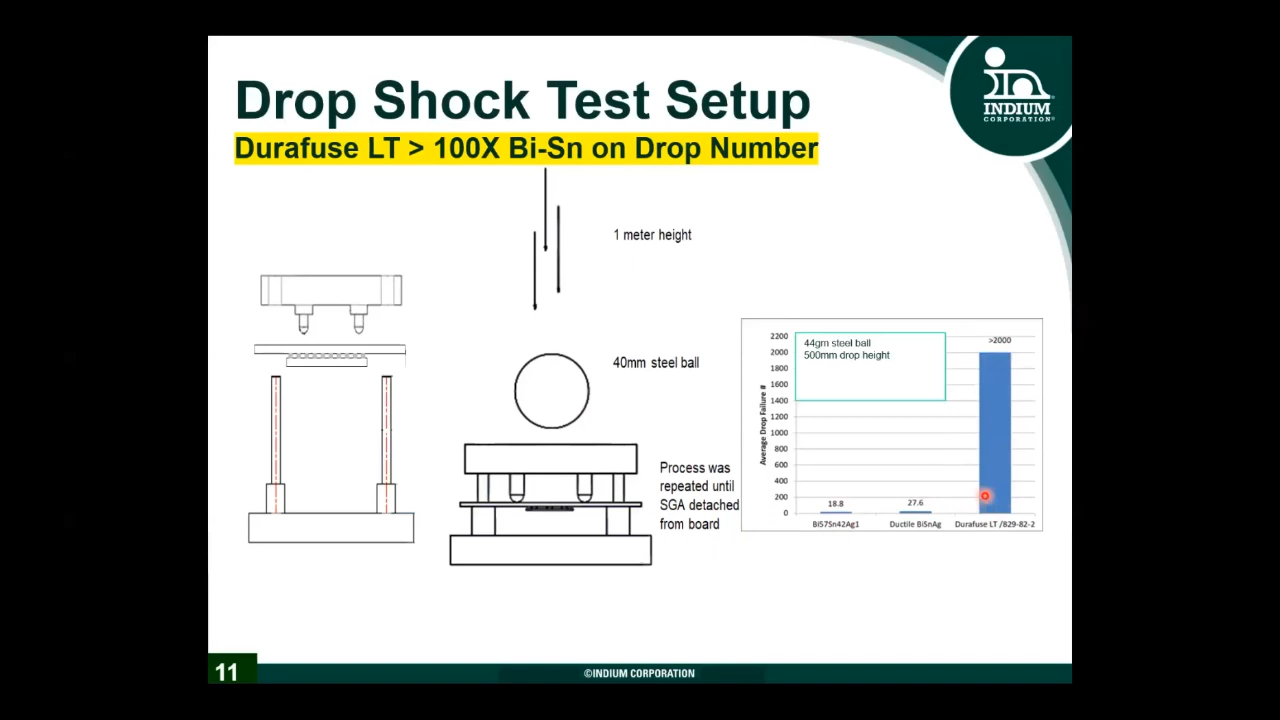 Drop Shock Test Setup
Durafuse LT > 100X Bi-Sn on Drop Number
INDIUM
CORPORATION®
1 meter height
40mm steel ball
Process was
repeated until
SGA detached
from board
44gm steel ball
500mm drop height
Average Drop Failure #
2200
2000
1800
1600
1400
1200
1000
800
600
400
200
0
18.8
27.6
>2000
Bi57Sn42Ag1
Ductile BiSnAg
Durafuse LT /829-82-2
11
©INDIUM CORPORATION